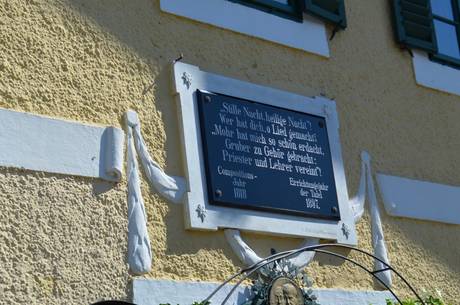 „Stille Nacht, heilige Nacht“!
Wer hat dich, o Lied gemacht?
„Mohr hat mich so schön erdacht,
Gruber zu Gehör gebracht;
Priester und Lehrer vereint“!
Compositions-
Jahr
1818
Errichtungsjahr
der Tafel
1897.